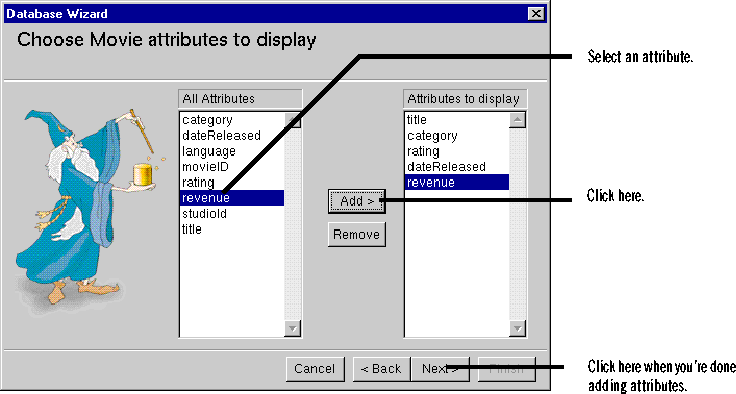 Database Wizard
Choose Movie attributes to display
Select an attribute.
All Attributes
Attributes to display
category
dateReleased
language
movieID
rating
revenue
studioId
title
title
category
rating
dateReleased
revenue
Add >
Click here.
Remove
Cancel
< Back
Next >
Finish
Click here when you're done
adding attributes.